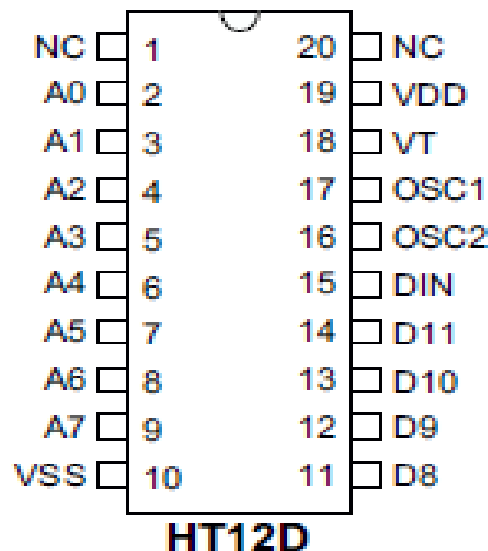 NC 1 20 NC
A0 2 19 VDD
A1 3 18 VT
A2 4 17 OSC1
A3 5 16 OSC2
A4 6 15 DIN
A5 7 14 D11
A6 8 13 D10
A7 9 12 D9
VSS 10 11 D8
HT12D